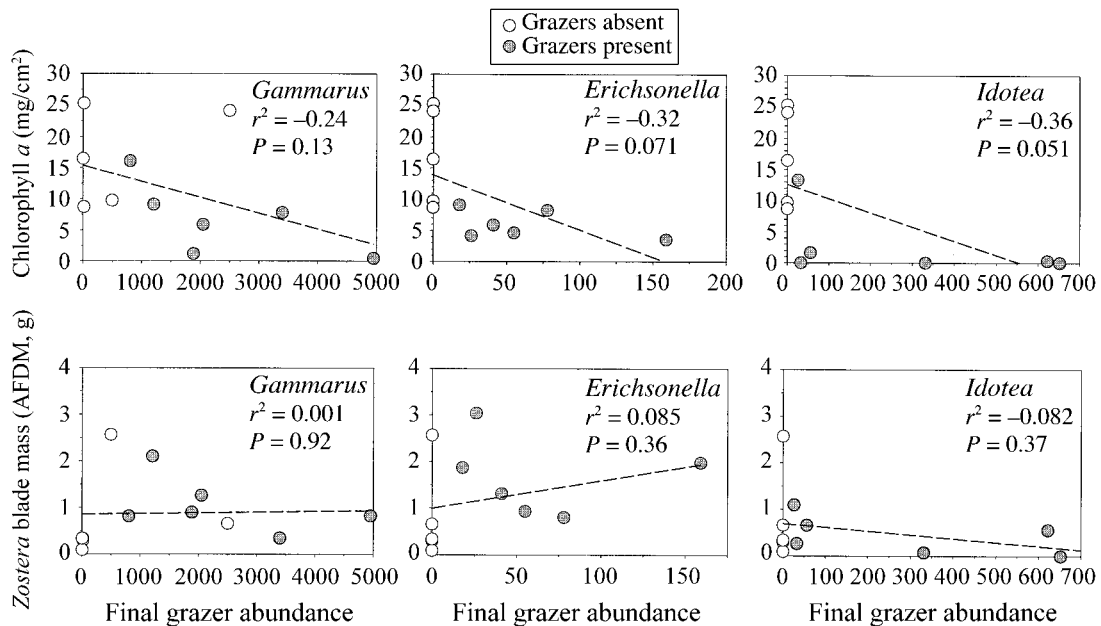 Grazers absent
Grazers present
Chlorophyll a (mg/cm²)
30
25
20
15
10
5
0
Gammarus
r² = –0.24
P = 0.13
0 1000 2000 3000 4000 5000
30
25
20
15
10
5
0
Erichsonella
r² = –0.32
P = 0.071
0 50 100 150 200
30
25
20
15
10
5
0
Idotea
r² = –0.36
P = 0.051
0 100 200 300 400 500 600 700
Zostera blade mass (AFDM, g)
4
3
2
1
0
Gammarus
r² = 0.001
P = 0.92
0 1000 2000 3000 4000 5000
Final grazer abundance
4
3
2
1
0
Erichsonella
r² = 0.085
P = 0.36
0 50 100 150
Final grazer abundance
4
3
2
1
0
Idotea
r² = –0.082
P = 0.37
0 100 200 300 400 500 600 700
Final grazer abundance